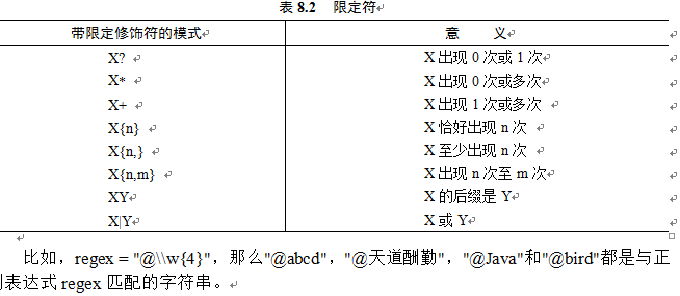 表 8.2 限定符
带限定修饰符的模式 意 义
X? X 出现 0 次或 1 次
X* X 出现 0 次或多次
X+ X 出现 1 次或多次
X{n} X 恰好出现 n 次
X{n,} X 至少出现 n 次
X{n,m} X 出现 n 次至 m 次
XY X 的后缀是 Y
X|Y X 或 Y
比如，regex = "@\\w{4}"，那么"@abcd"，"@天道酬勤"，"@Java"和"@bird"都是与正
则表达式 regex 匹配的字符串。